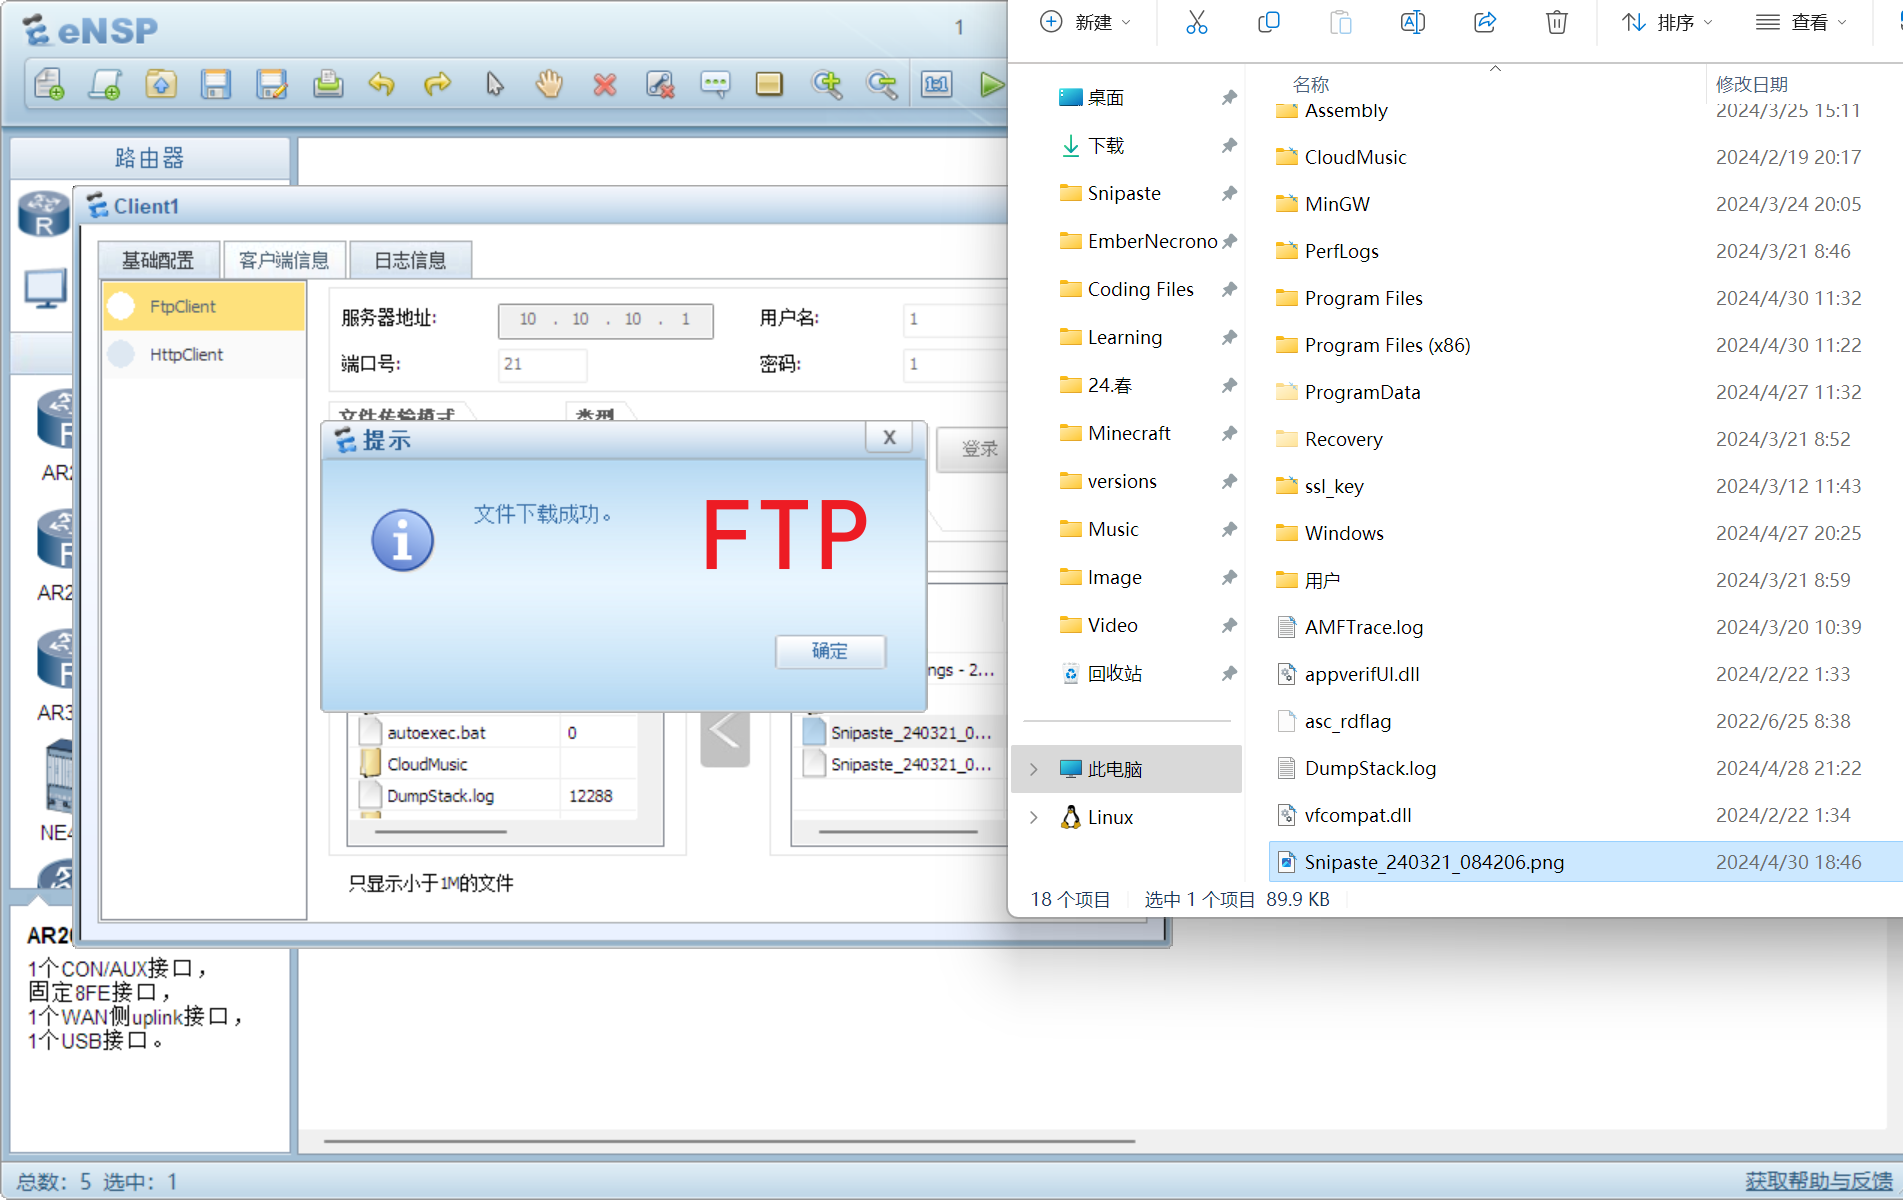 eNSP
1
路由器
Client1
基础配置
客户端信息
日志信息
FtpClient
HttpClient
服务器地址:
10 . 10 . 10 . 1
用户名:
1
端口号:
21
密码:
1
文件传输模式
类型
登录
提示
X
文件下载成功。
FTP
确定
ngs - 2...
autoexec.bat 0
CloudMusic
DumpStack.log 12288
Snipaste_240321_0...
Snipaste_240321_0...
只显示小于1M的文件
R
AR2
AR2
AR3
NE4
AR20
1个CON/AUX接口，
固定8FE接口，
1个WAN侧uplink接口，
1个USB接口。
总数: 5 选中: 1
获取帮助与反馈
新建
排序
查看
桌面
下载
Snipaste
EmberNecrono
Coding Files
Learning
24.春
Minecraft
versions
Music
Image
Video
回收站
此电脑
Linux
名称 修改日期
Assembly 2024/3/25 15:11
CloudMusic 2024/2/19 20:17
MinGW 2024/3/24 20:05
PerfLogs 2024/3/21 8:46
Program Files 2024/4/30 11:32
Program Files (x86) 2024/4/30 11:22
ProgramData 2024/4/27 11:32
Recovery 2024/3/21 8:52
ssl_key 2024/3/12 11:43
Windows 2024/4/27 20:25
用户 2024/3/21 8:59
AMFTrace.log 2024/3/20 10:39
appverifUI.dll 2024/2/22 1:33
asc_rdflag 2022/6/25 8:38
DumpStack.log 2024/4/28 21:22
vfcompat.dll 2024/2/22 1:34
Snipaste_240321_084206.png 2024/4/30 18:46
18 个项目 选中 1 个项目 89.9 KB